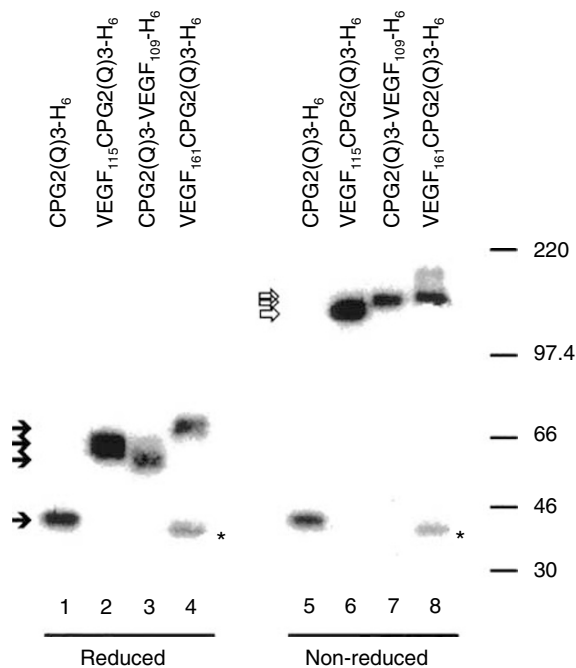 CPG2(Q)3-H₆
VEGF₁₁₅CPG2(Q)3-H₆
CPG2(Q)3-VEGF₁₀₉-H₆
VEGF₁₆₁CPG2(Q)3-H₆
CPG2(Q)3-H₆
VEGF₁₁₅CPG2(Q)3-H₆
CPG2(Q)3-VEGF₁₀₉-H₆
VEGF₁₆₁CPG2(Q)3-H₆
220
97.4
66
46
* *
30
1 2 3 4 5 6 7 8
Reduced Non-reduced